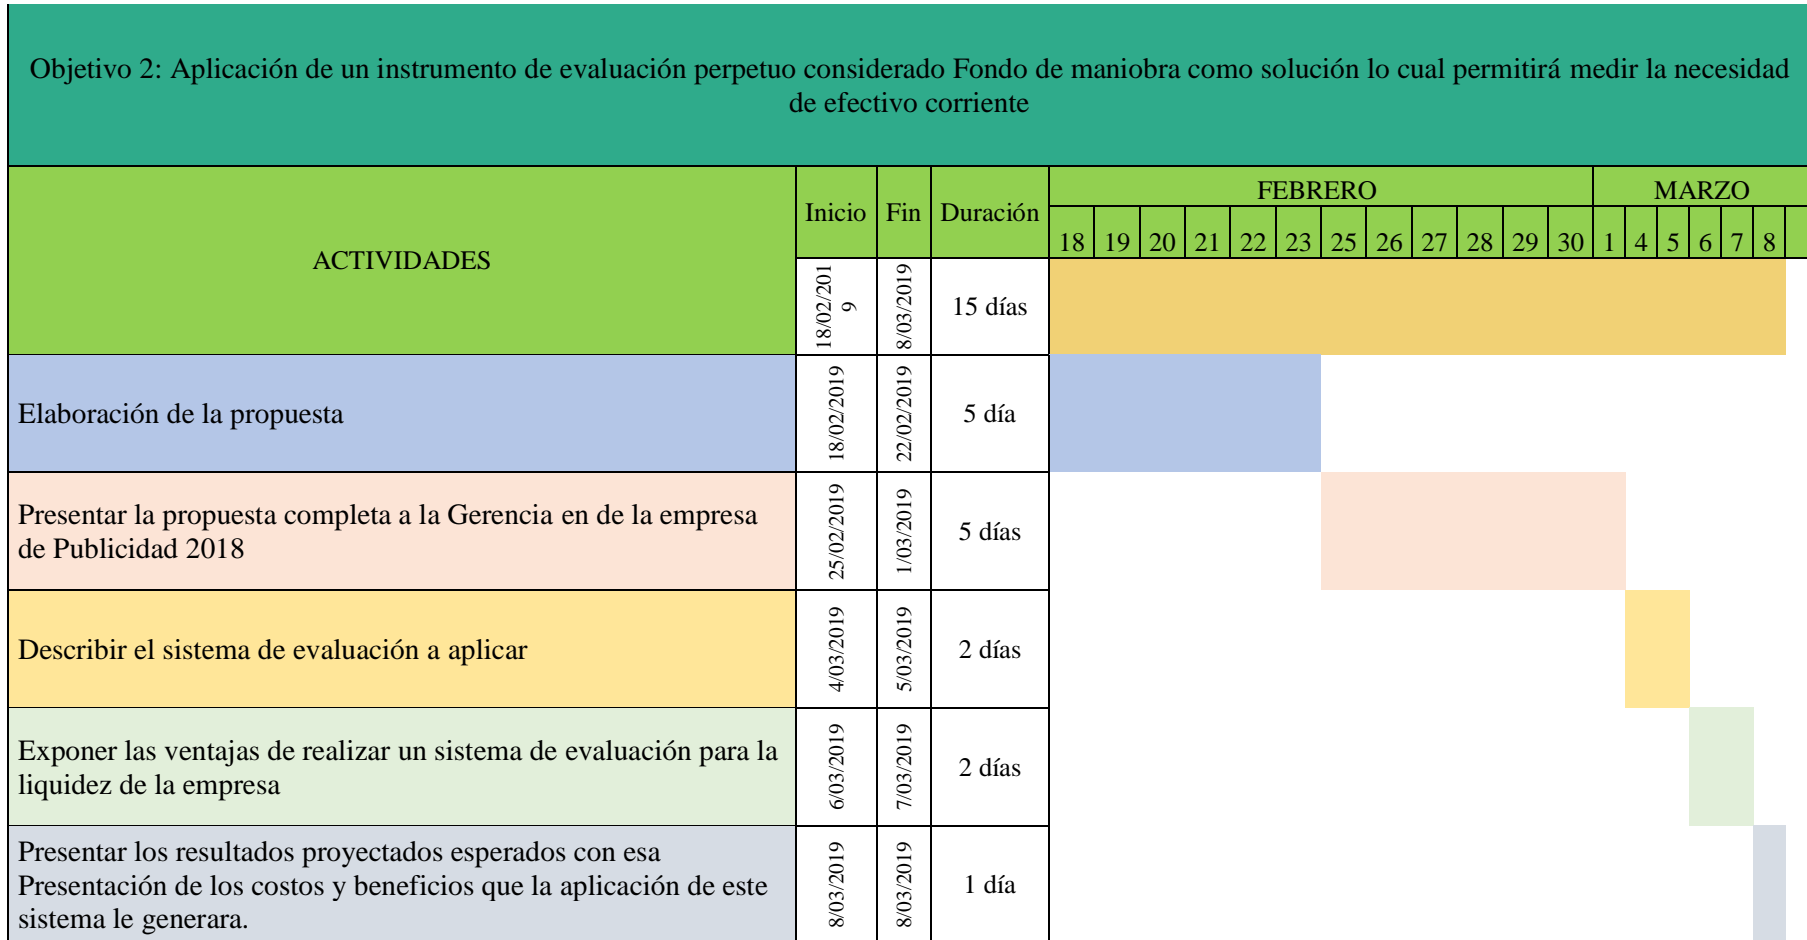 Objetivo 2: Aplicación de un instrumento de evaluación perpetuo considerado Fondo de maniobra como solución lo cual permitirá medir la necesidad
de efectivo corriente
ACTIVIDADES
Inicio
Fin
Duración
FEBRERO
MARZO
18 19 20 21 22 23 25 26 27 28 29 30 1 4 5 6 7 8
18/02/201
9
8/03/2019
15 días
Elaboración de la propuesta
18/02/2019
22/02/2019
5 día
Presentar la propuesta completa a la Gerencia en de la empresa
de Publicidad 2018
25/02/2019
1/03/2019
5 días
Describir el sistema de evaluación a aplicar
4/03/2019
5/03/2019
2 días
Exponer las ventajas de realizar un sistema de evaluación para la
liquidez de la empresa
6/03/2019
7/03/2019
2 días
Presentar los resultados proyectados esperados con esa
Presentación de los costos y beneficios que la aplicación de este
sistema le generara.
8/03/2019
8/03/2019
1 día